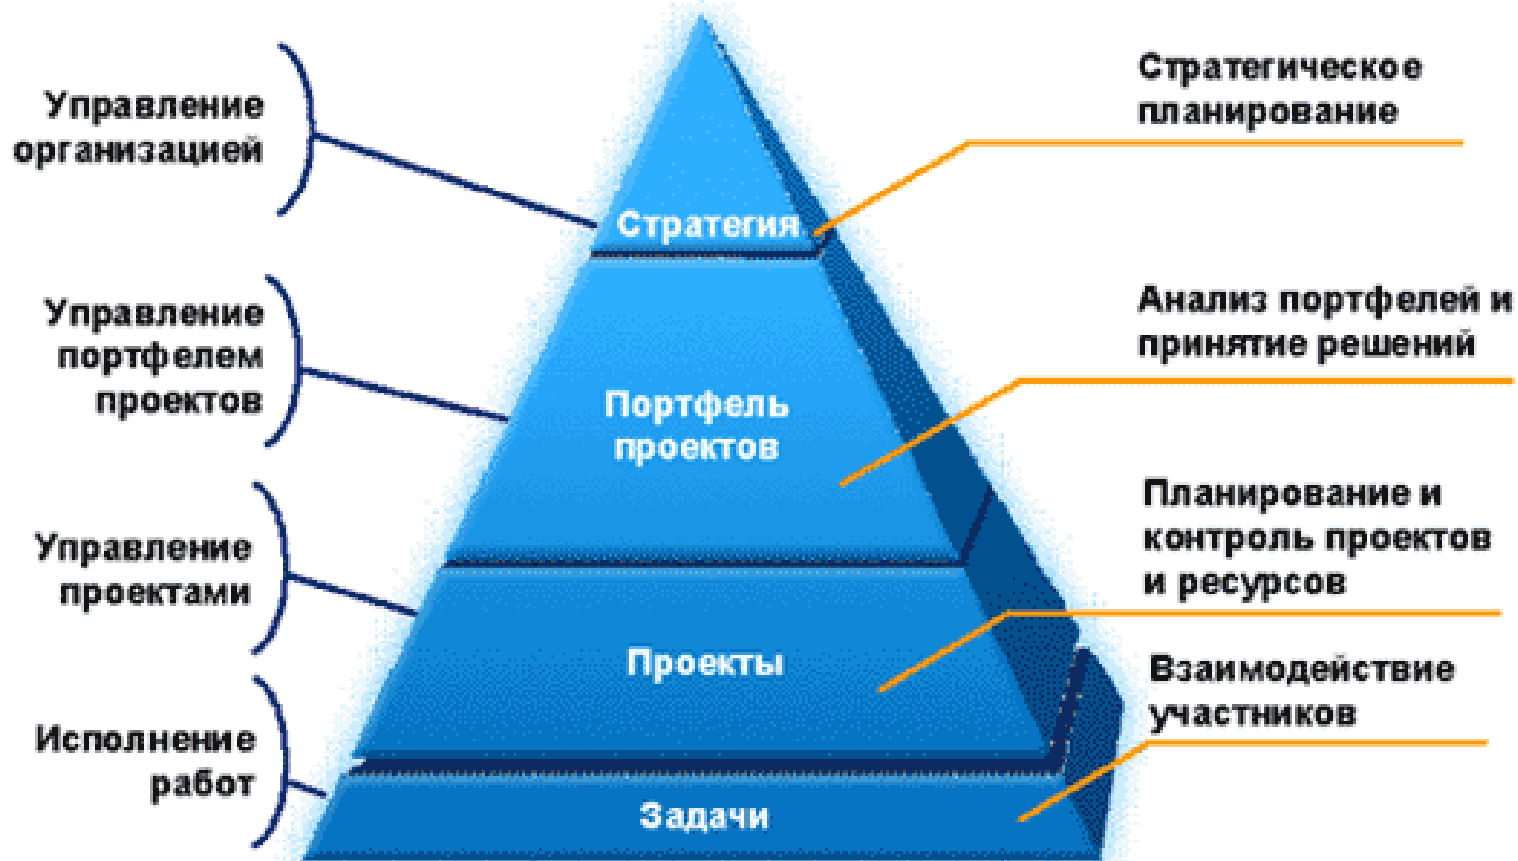 Управление
организацией
Стратегия
Стратегическое
планирование
Управление
портфелем
проектов
Портфель
проектов
Анализ портфелей и
принятие решений
Управление
проектами
Проекты
Планирование и
контроль проектов
и ресурсов
Исполнение
работ
Задачи
Взаимодействие
участников